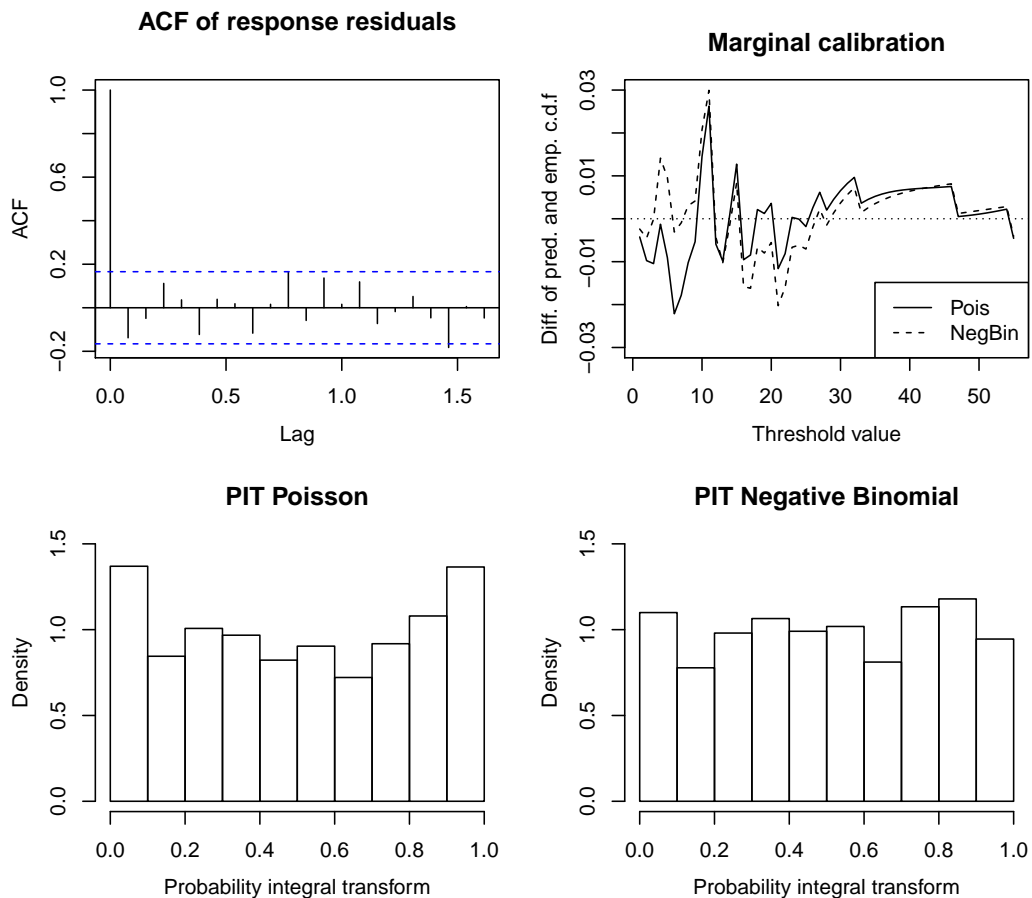 ACF of response residuals
ACF
−0.2
0.2
0.6
1.0
0.0
0.5
1.0
1.5
Lag
Marginal calibration
Diff. of pred. and emp. c.d.f
−0.03
−0.01
0.01
0.03
Pois
NegBin
0
10
20
30
40
50
Threshold value
PIT Poisson
Density
0.0
0.5
1.0
1.5
0.0
0.2
0.4
0.6
0.8
1.0
Probability integral transform
PIT Negative Binomial
Density
0.0
0.5
1.0
1.5
0.0
0.2
0.4
0.6
0.8
1.0
Probability integral transform